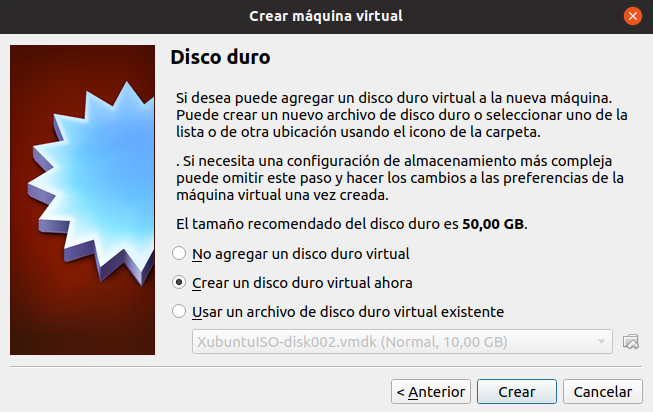 Crear máquina virtual
Disco duro
Si desea puede agregar un disco duro virtual a la nueva máquina.
Puede crear un nuevo archivo de disco duro o seleccionar uno de la
lista o de otra ubicación usando el icono de la carpeta.
. Si necesita una configuración de almacenamiento más compleja
puede omitir este paso y hacer los cambios a las preferencias de la
máquina virtual una vez creada.
El tamaño recomendado del disco duro es 50,00 GB.
No agregar un disco duro virtual
Crear un disco duro virtual ahora
Usar un archivo de disco duro virtual existente
XubuntuISO-disk002.vmdk (Normal, 10,00 GB)
< Anterior
Crear
Cancelar